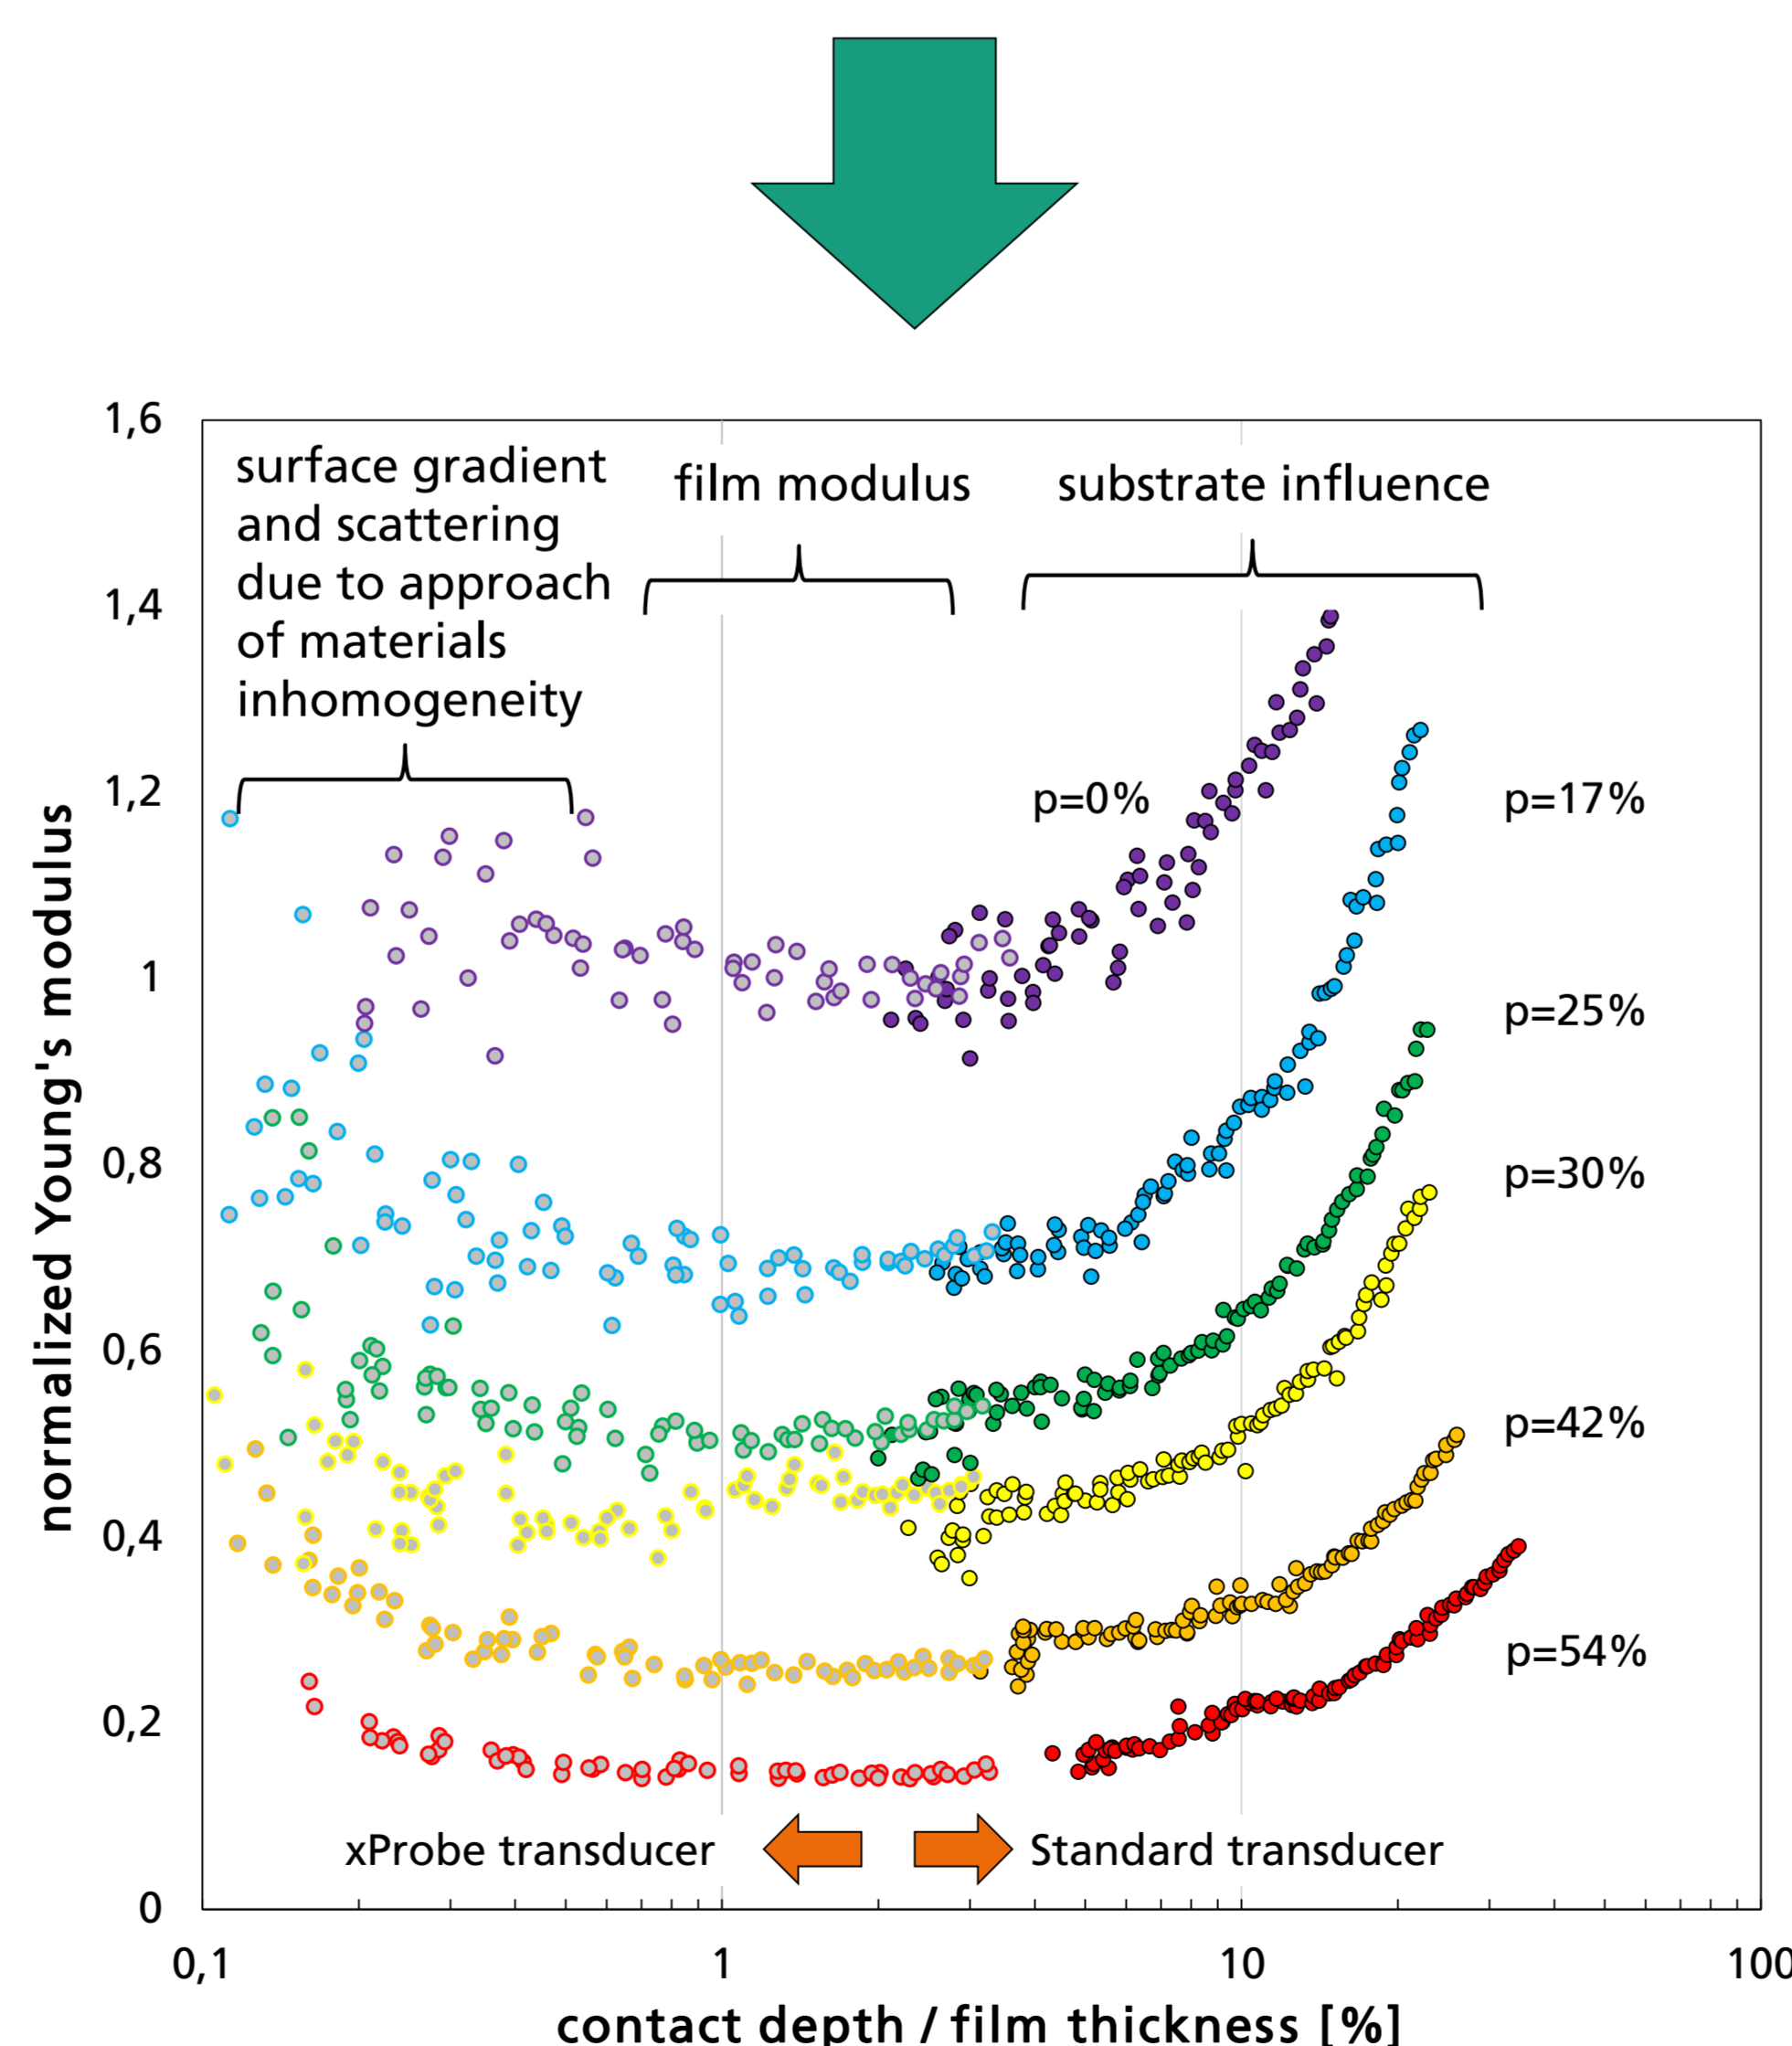 1,6
surface gradient
and scattering
due to approach
of materials
inhomogeneity
film modulus
substrate influence
1,4
1,2
p=0%
p=17%
1
p=25%
0,8
p=30%
0,6
p=42%
0,4
p=54%
0,2
xProbe transducer
Standard transducer
0
normalized Young's modulus
0,1
1
10
100
contact depth / film thickness [%]